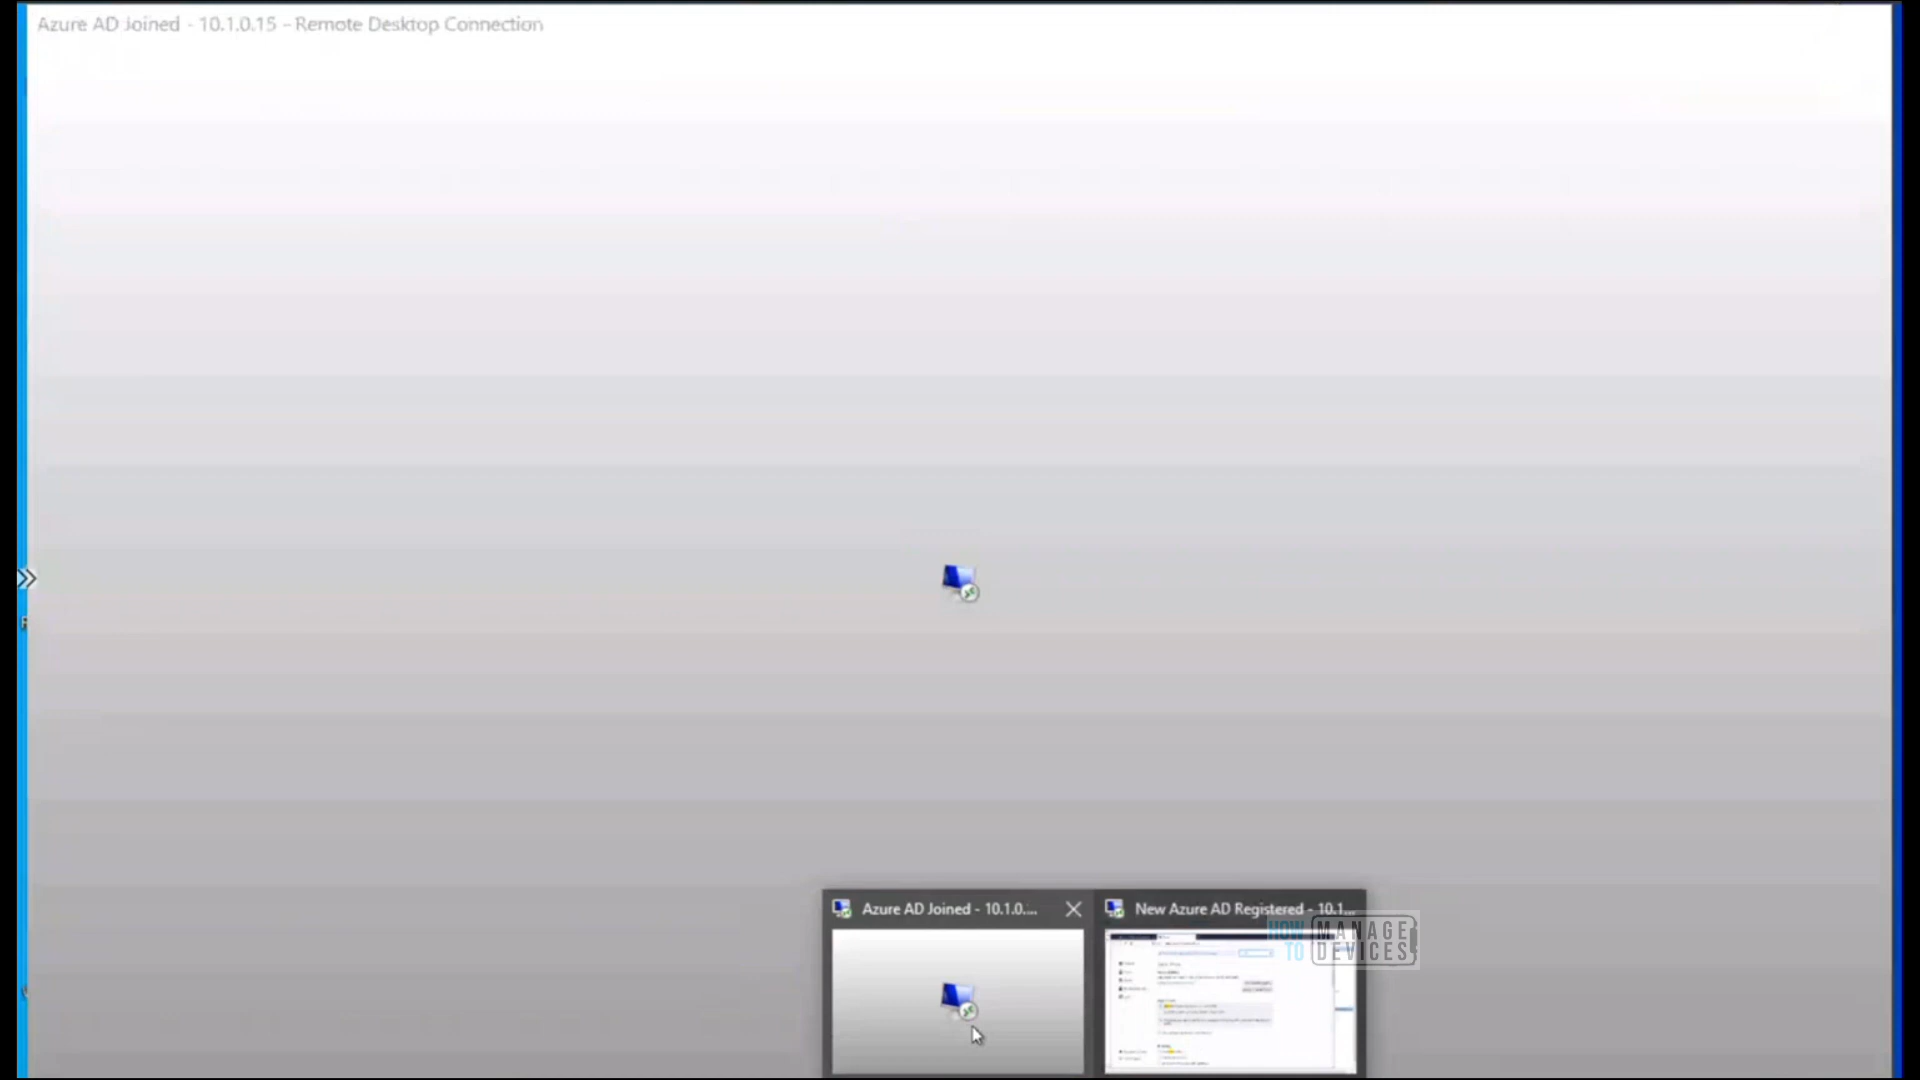 Azure AD Joined - 10.1.0.15 - Remote Desktop Connection
Azure AD Joined - 10.1.0....
New Azure AD Registered - 10.1...
HOW TO
MANAGE
DEVICES